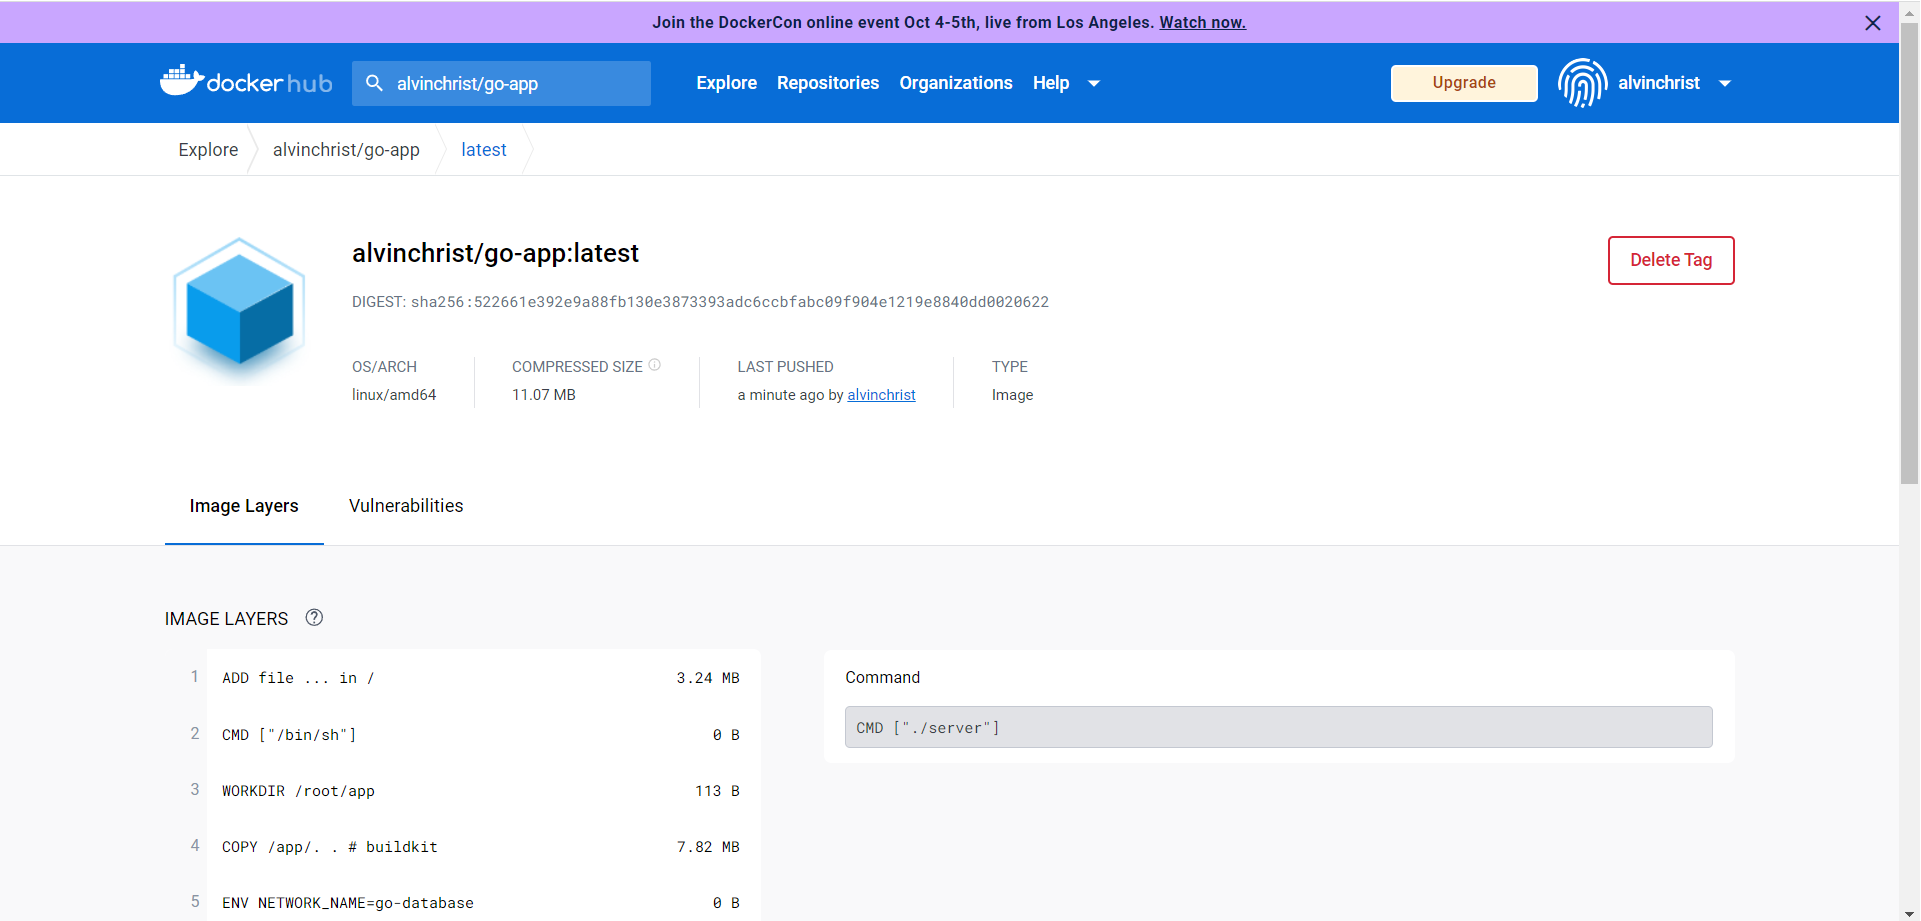 Join the DockerCon online event Oct 4-5th, live from Los Angeles. Watch now.
dockerhub
alvinchrist/go-app
Explore Repositories Organizations Help
Upgrade
alvinchrist
Explore alvinchrist/go-app latest
alvinchrist/go-app:latest
Delete Tag
DIGEST: sha256:522661e392e9a88fb130e3873393adc6ccbfabc09f904e1219e8840dd0020622
OS/ARCH COMPRESSED SIZE LAST PUSHED TYPE
linux/amd64 11.07 MB a minute ago by alvinchrist Image
Image Layers Vulnerabilities
IMAGE LAYERS ?
1 ADD file ... in / 3.24 MB
2 CMD ["/bin/sh"] 0 B
3 WORKDIR /root/app 113 B
4 COPY /app/. . # buildkit 7.82 MB
5 ENV NETWORK_NAME=go-database 0 B
Command
CMD ["./server"]